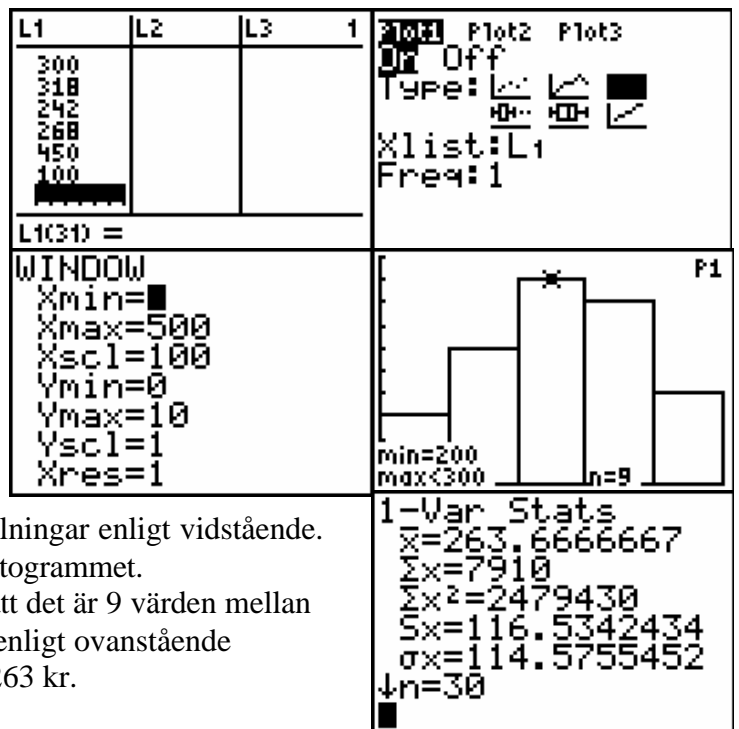 L1 L2 L3 1
300
318
242
268
450
100
L1(31) =
Plot1 Plot2 Plot3
On Off
Type:
Xlist:L1
Freq:1
WINDOW
Xmin=
Xmax=500
Xscl=100
Ymin=0
Ymax=10
Yscl=1
Xres=1
P1
min=200
max<300 n=9
lningar enligt vidstående.
togrammet.
tt det är 9 värden mellan
enligt ovanstående
263 kr.
1-Var Stats
x̄=263.6666667
Σx=7910
Σx²=2479430
Sx=116.5342434
σx=114.5755452
↓n=30